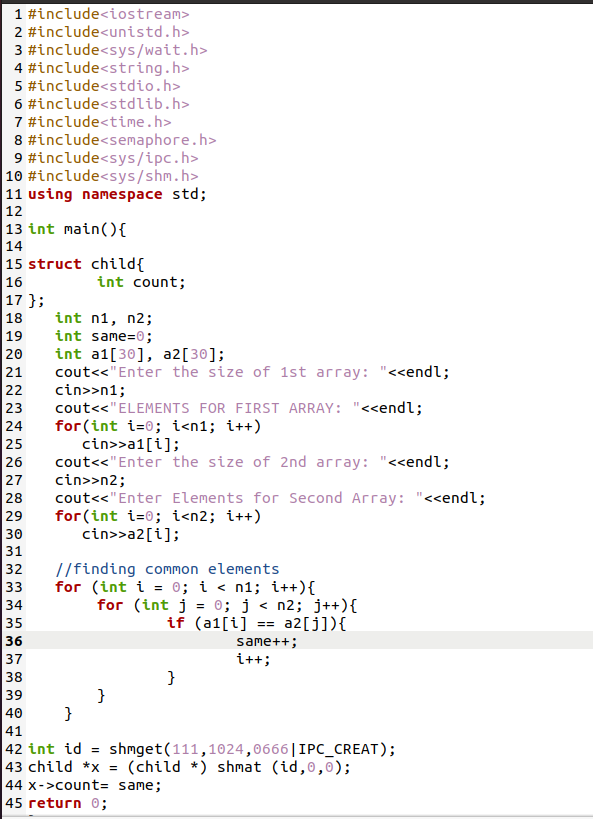 1 #include<iostream>
2 #include<unistd.h>
3 #include<sys/wait.h>
4 #include<string.h>
5 #include<stdio.h>
6 #include<stdlib.h>
7 #include<time.h>
8 #include<semaphore.h>
9 #include<sys/ipc.h>
10 #include<sys/shm.h>
11 using namespace std;
12
13 int main(){
14
15 struct child{
16         int count;
17 };
18    int n1, n2;
19    int same=0;
20    int a1[30], a2[30];
21    cout<<"Enter the size of 1st array: "<<endl;
22    cin>>n1;
23    cout<<"ELEMENTS FOR FIRST ARRAY: "<<endl;
24    for(int i=0; i<n1; i++)
25       cin>>a1[i];
26    cout<<"Enter the size of 2nd array: "<<endl;
27    cin>>n2;
28    cout<<"Enter Elements for Second Array: "<<endl;
29    for(int i=0; i<n2; i++)
30       cin>>a2[i];
31
32    //finding common elements
33    for (int i = 0; i < n1; i++){
34         for (int j = 0; j < n2; j++){
35                 if (a1[i] == a2[j]){
36                         same++;
37                         i++;
38                 }
39         }
40     }
41
42 int id = shmget(111,1024,0666|IPC_CREAT);
43 child *x = (child *) shmat (id,0,0);
44 x->count= same;
45 return 0;